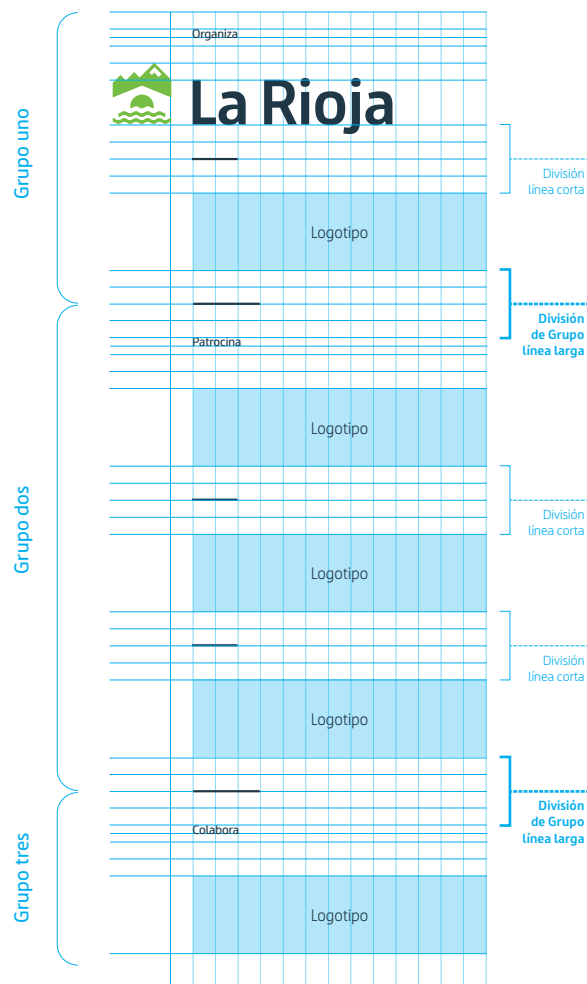 Organiza
La Rioja
Grupo uno
División
línea corta
Logotipo
División
de Grupo
línea larga
Patrocina
Logotipo
Grupo dos
División
línea corta
Logotipo
División
línea corta
Logotipo
División
de Grupo
línea larga
Colabora
Grupo tres
Logotipo